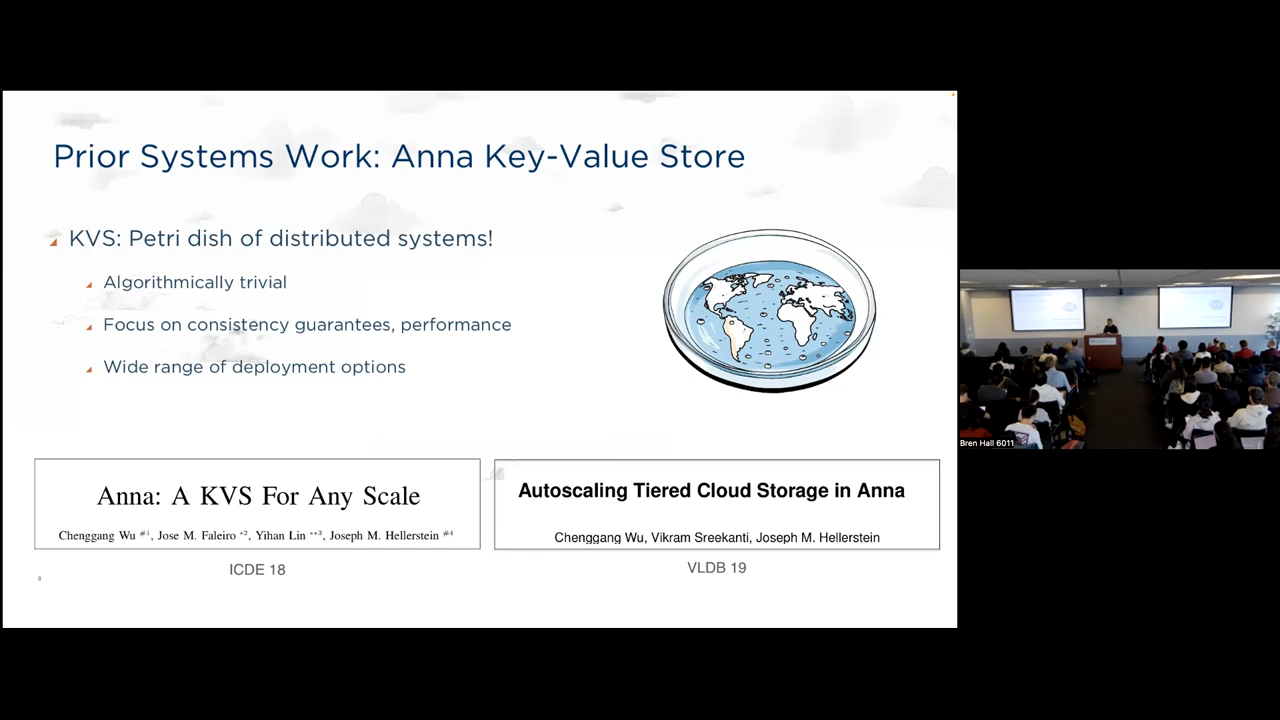 Prior Systems Work: Anna Key-Value Store
KVS: Petri dish of distributed systems!
Algorithmically trivial
Focus on consistency guarantees, performance
Wide range of deployment options
Anna: A KVS For Any Scale
Chenggang Wu #1, Jose M. Faleiro *2, Yihan Lin **3, Joseph M. Hellerstein #4
ICDE 18
Autoscaling Tiered Cloud Storage in Anna
Chenggang Wu, Vikram Sreekanti, Joseph M. Hellerstein
VLDB 19
9
Bren Hall 6011